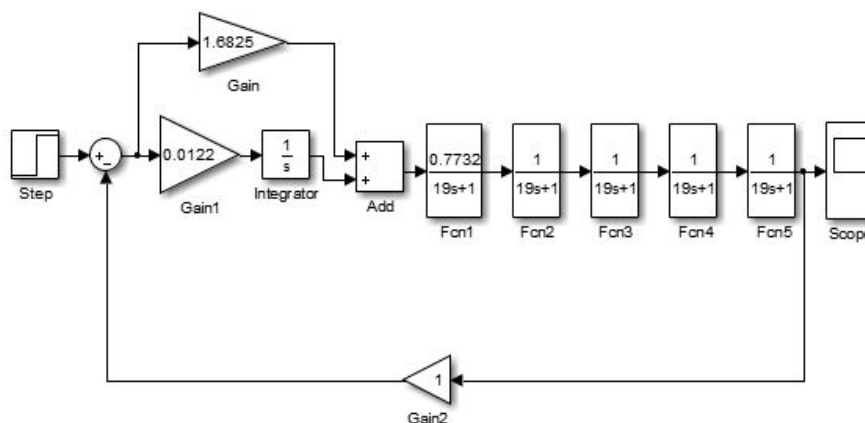 1.6825
Gain
Step
+
−
0.0122
Gain1
1
s
Integrator
+
+
Add
0.7732
19s+1
Fcn1
1
19s+1
Fcn2
1
19s+1
Fcn3
1
19s+1
Fcn4
1
19s+1
Fcn5
Scope
1
Gain2